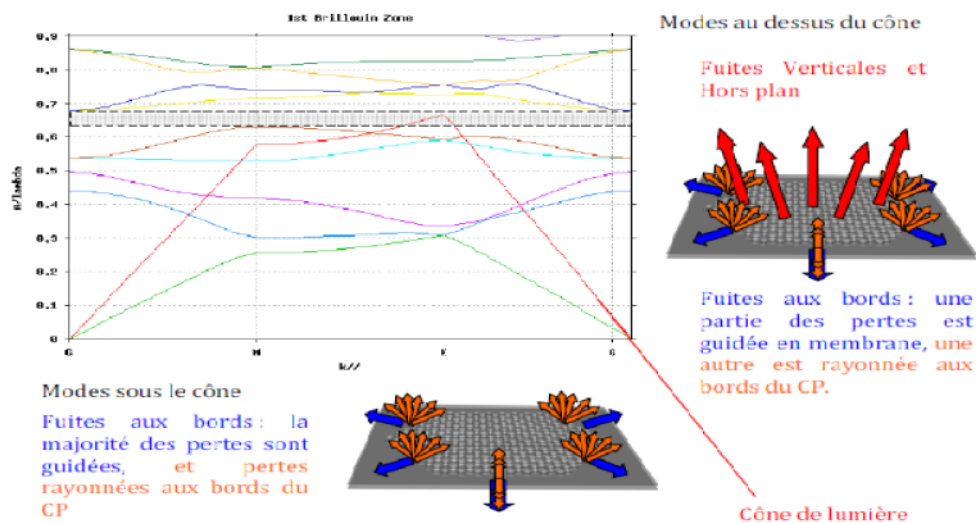 1st Brillouin Zone
Modes au dessus du cône
Fuites Verticales et
Hors plan
0.9
0.8
0.7
0.6
0.5
0.4
0.3
0.2
0.1
0
a/lambda
G
M
K
G
k//
Fuites aux bords : une
partie des pertes est
guidée en membrane, une
autre est rayonnée aux
bords du CP.
Modes sous le cône
Fuites aux bords : la
majorité des pertes sont
guidées, et pertes
rayonnées aux bords du
CP
Cône de lumière